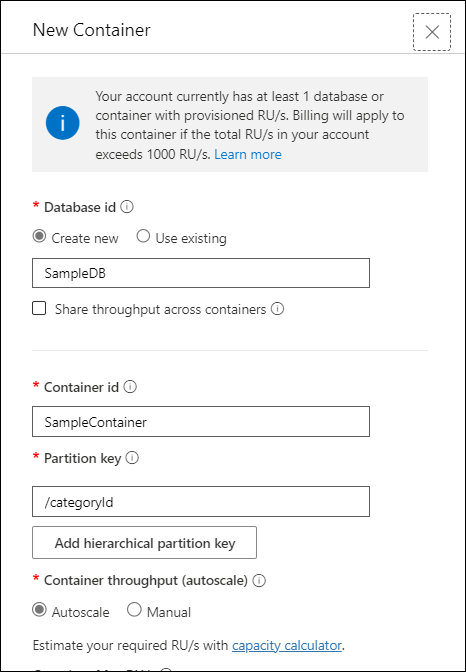 New Container
Your account currently has at least 1 database or
container with provisioned RU/s. Billing will apply to
this container if the total RU/s in your account
exceeds 1000 RU/s. Learn more
* Database id
Create new Use existing
SampleDB
Share throughput across containers
* Container id
SampleContainer
* Partition key
/categoryId
Add hierarchical partition key
* Container throughput (autoscale)
Autoscale Manual
Estimate your required RU/s with capacity calculator.